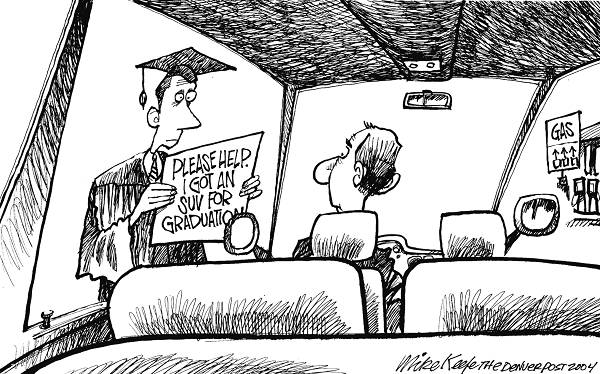 PLEASE HELP.
I GOT AN
SUV FOR
GRADUATION
GAS
Mike Keefe THE DENVER POST 2004